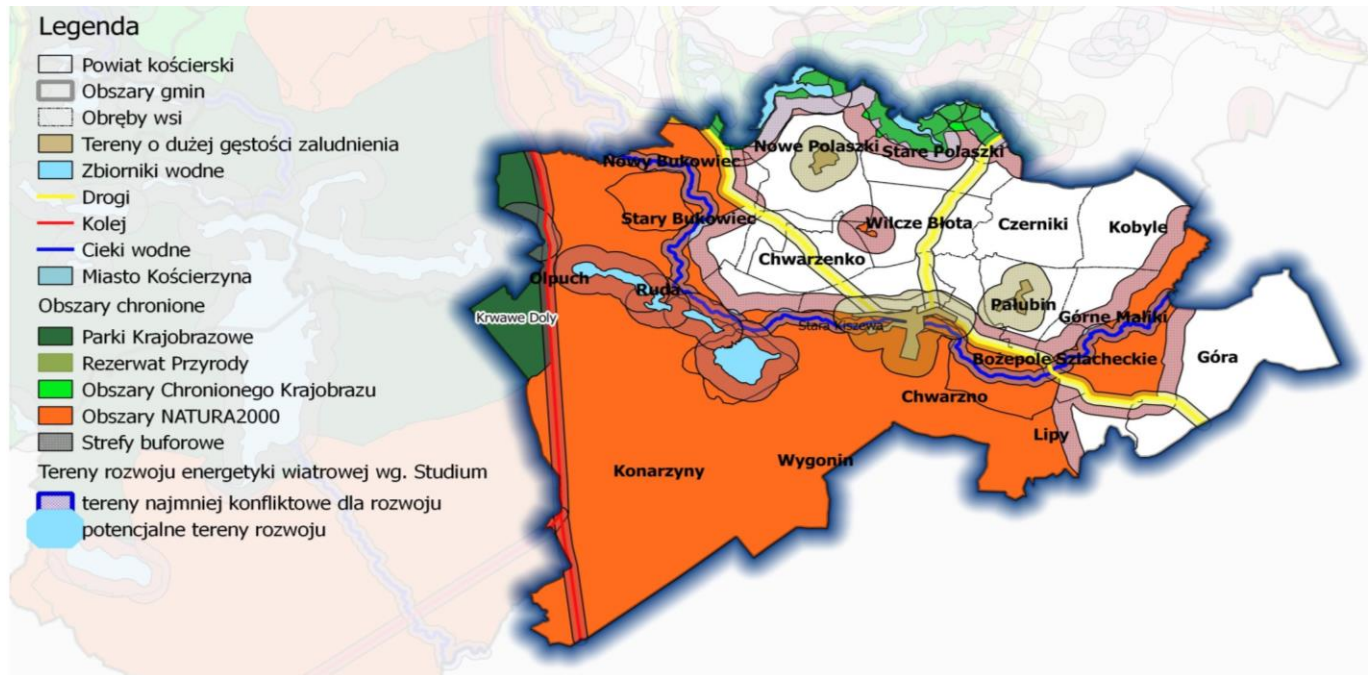 Legenda
Powiat kościerski
Obszary gmin
Obręby wsi
Tereny o dużej gęstości zaludnienia
Zbiorniki wodne
Drogi
Kolej
Cieki wodne
Miasto Kościerzyna
Obszary chronione
Parki Krajobrazowe
Rezerwat Przyrody
Obszary Chronionego Krajobrazu
Obszary NATURA2000
Strefy buforowe
Tereny rozwoju energetyki wiatrowej wg. Studium
tereny najmniej konfliktowe dla rozwoju
potencjalne tereny rozwoju
Nowe Polaszki
Stare Polaszki
Nowy Bukowiec
Stary Bukowiec
Wilcze Błota
Czerniki
Kobyle
Chwarzenko
Olpuch
Ruda
Pałubin
Krwawe Doly
Stara Kiszewa
Górne Maliki
Bożepole Szlacheckie
Góra
Chwarzno
Lipy
Wygonin
Konarzyny